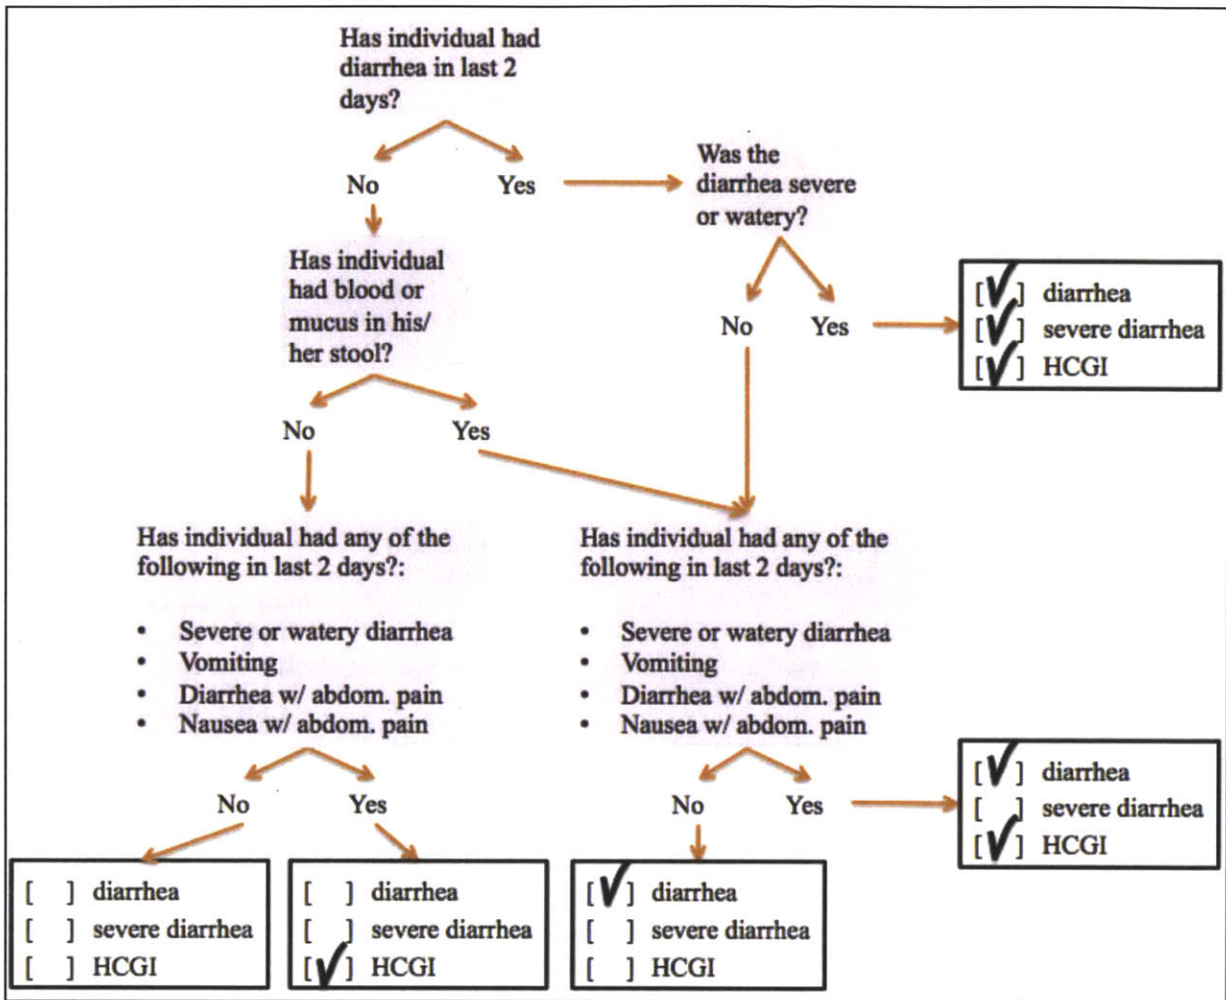 Has individual had
diarrhea in last 2
days?
No
Yes
Was the
diarrhea severe
or watery?
Has individual
had blood or
mucus in his/
her stool?
No
Yes
[✓] diarrhea
[✓] severe diarrhea
[✓] HCGI
No
Yes
Has individual had any of the
following in last 2 days?:
• Severe or watery diarrhea
• Vomiting
• Diarrhea w/ abdom. pain
• Nausea w/ abdom. pain
Has individual had any of the
following in last 2 days?:
• Severe or watery diarrhea
• Vomiting
• Diarrhea w/ abdom. pain
• Nausea w/ abdom. pain
No
Yes
No
Yes
[✓] diarrhea
[ ] severe diarrhea
[✓] HCGI
[ ] diarrhea
[ ] severe diarrhea
[ ] HCGI
[ ] diarrhea
[ ] severe diarrhea
[✓] HCGI
[✓] diarrhea
[ ] severe diarrhea
[ ] HCGI